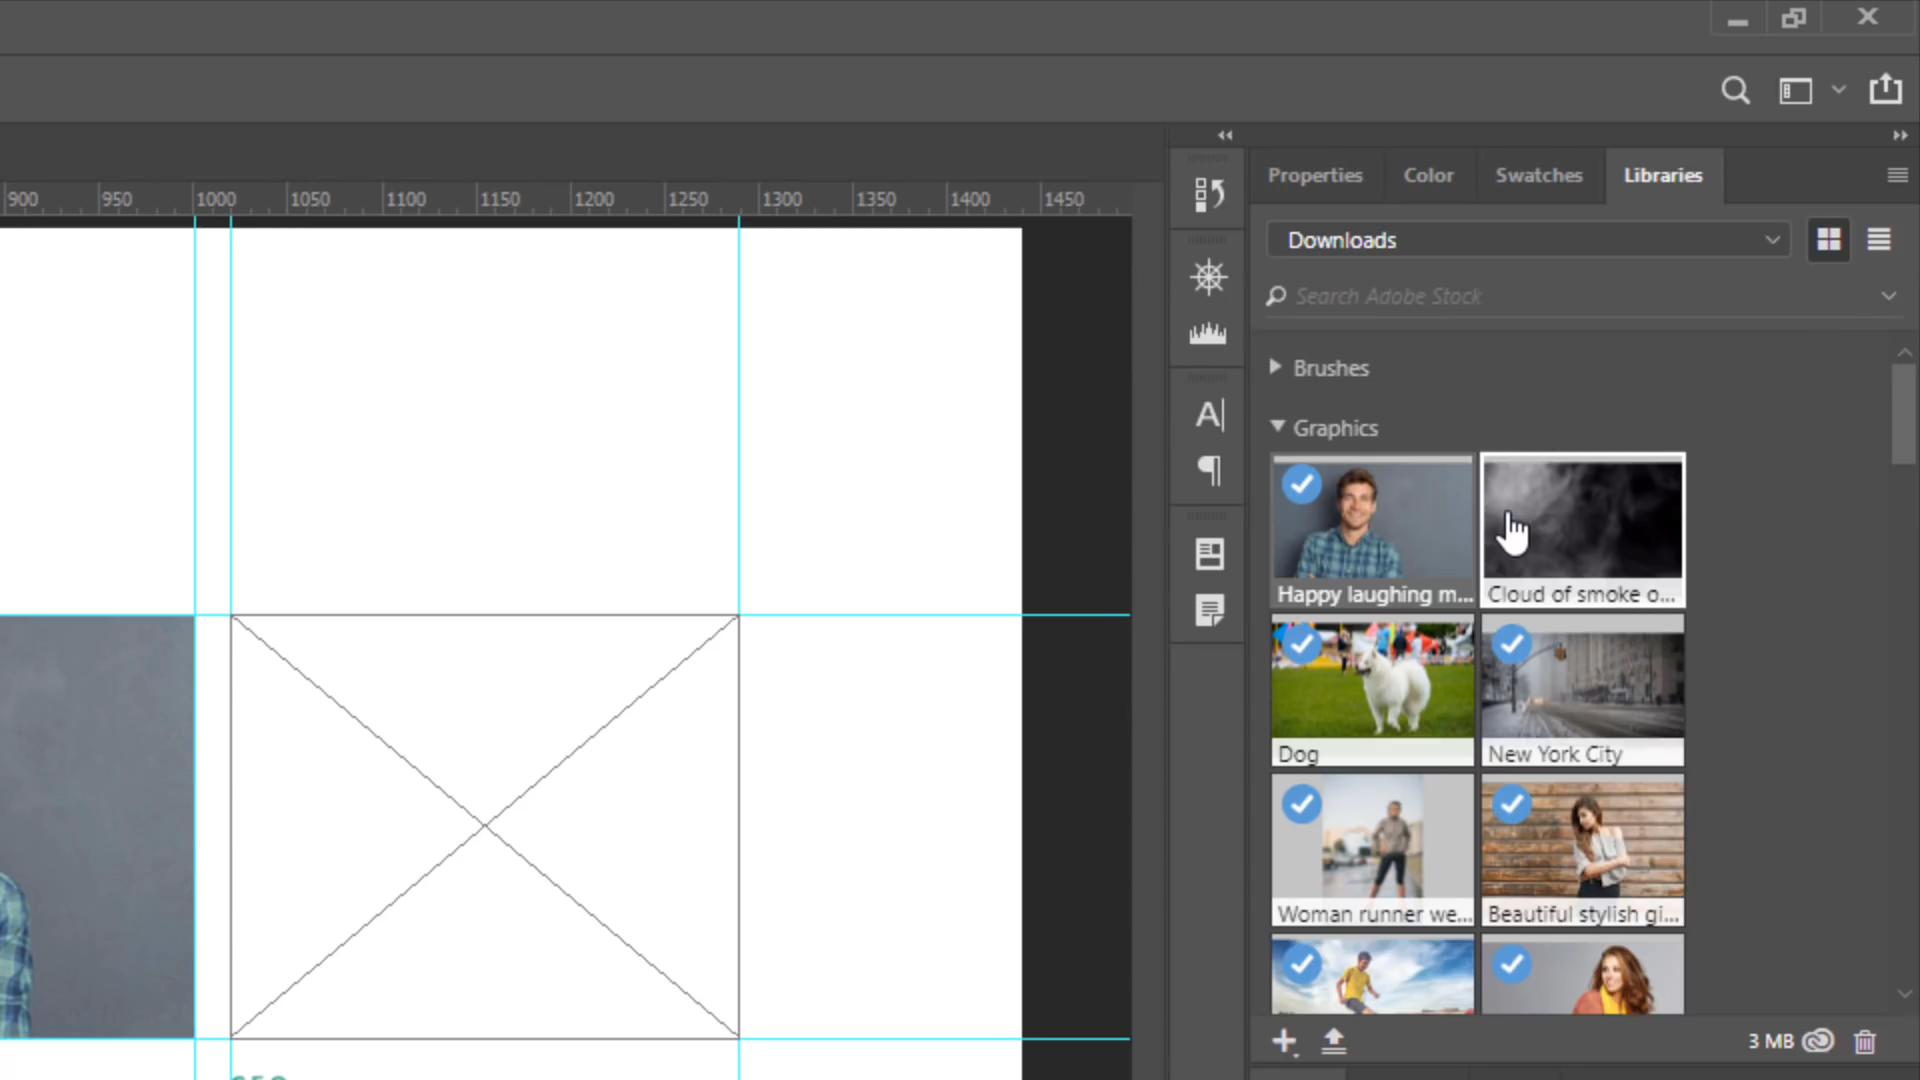 900 950 1000 1050 1100 1150 1200 1250 1300 1350 1400 1450
Properties Color Swatches Libraries
Downloads
Search Adobe Stock
Brushes
Graphics
Happy laughing m... Cloud of smoke o...
Dog New York City
Woman runner we... Beautiful stylish gi...
3 MB